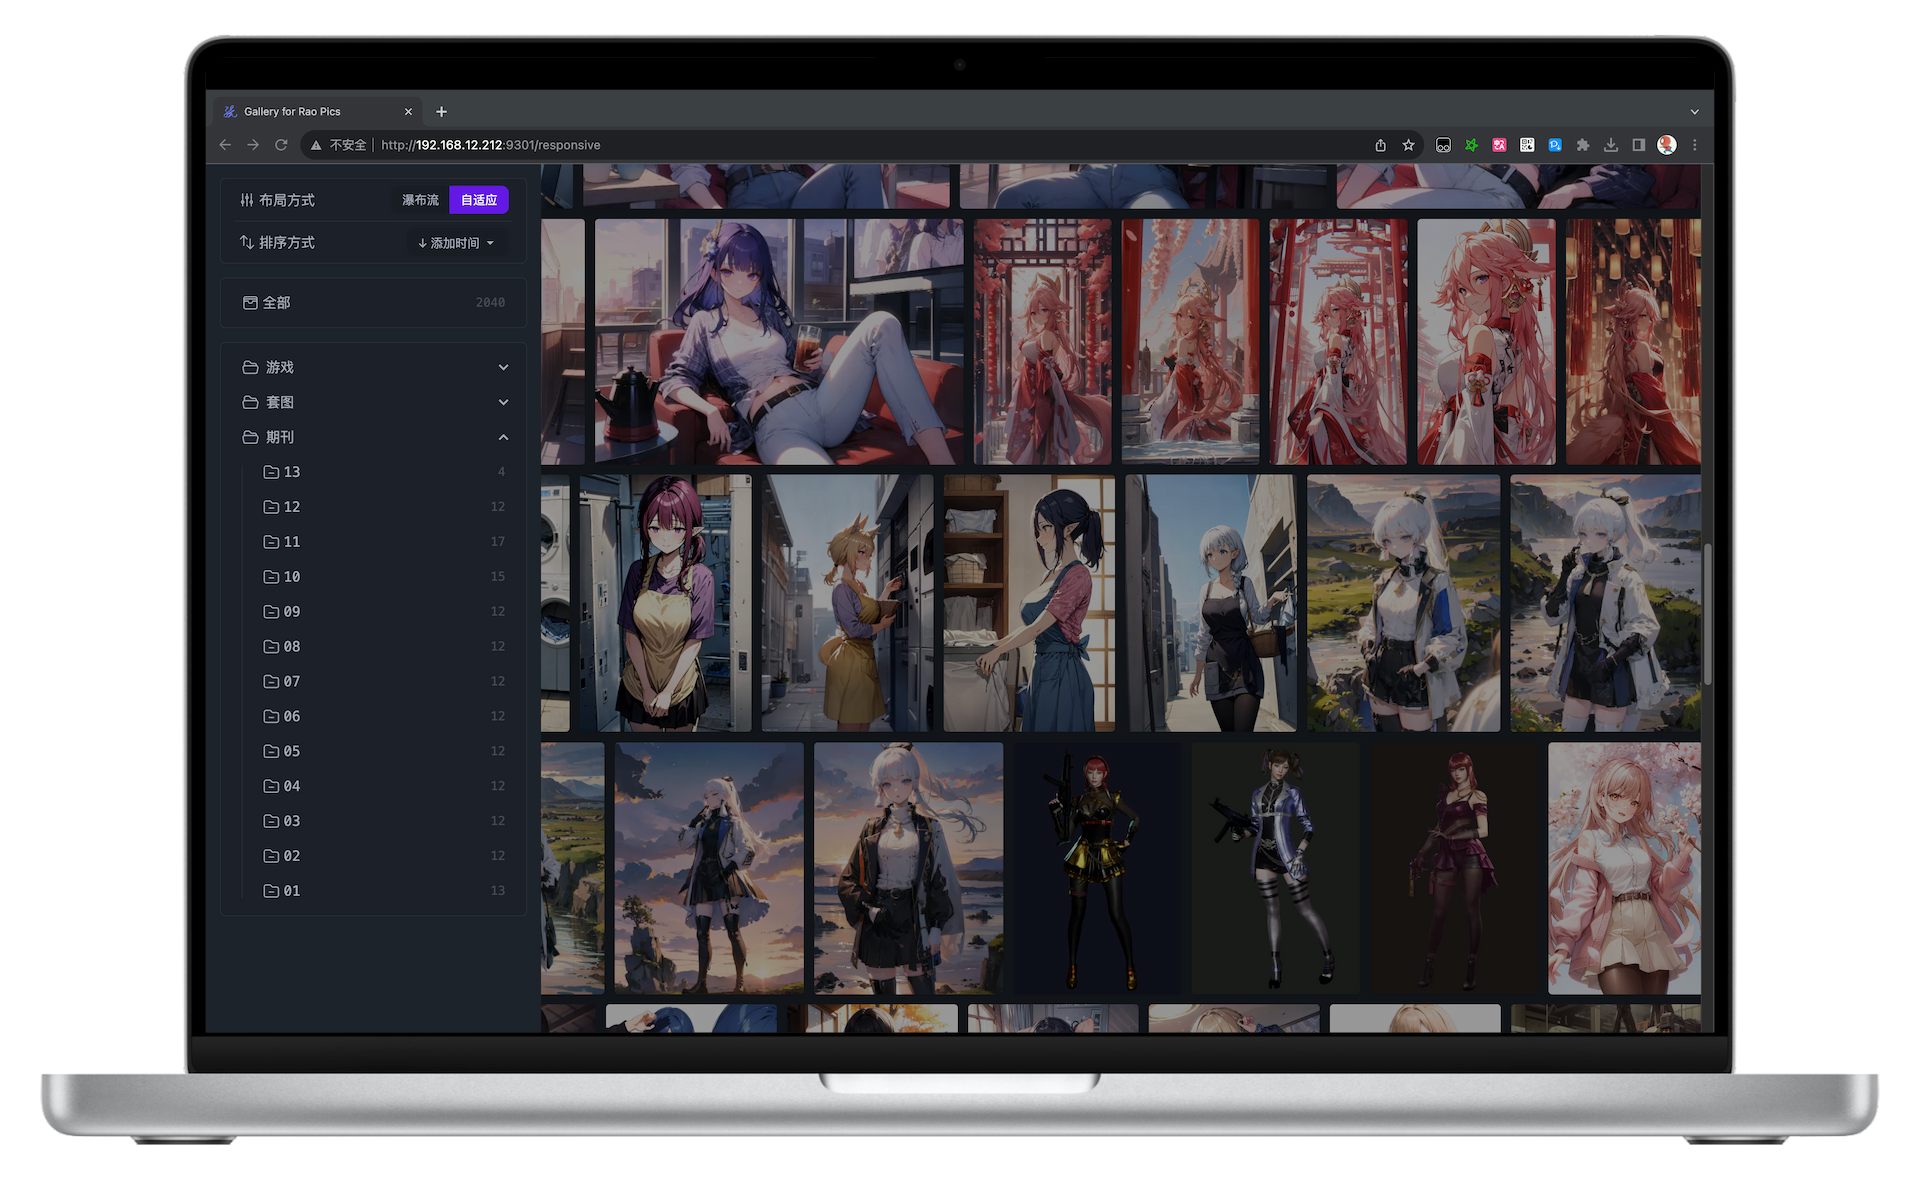 Gallery for Rao Pics
不安全 http://192.168.12.212:9301/responsive
布局方式 瀑布流 自适应
排序方式 添加时间
全部 2040
游戏
套图
期刊
13 4
12 12
11 17
10 15
09 12
08 12
07 12
06 12
05 12
04 12
03 12
02 12
01 13